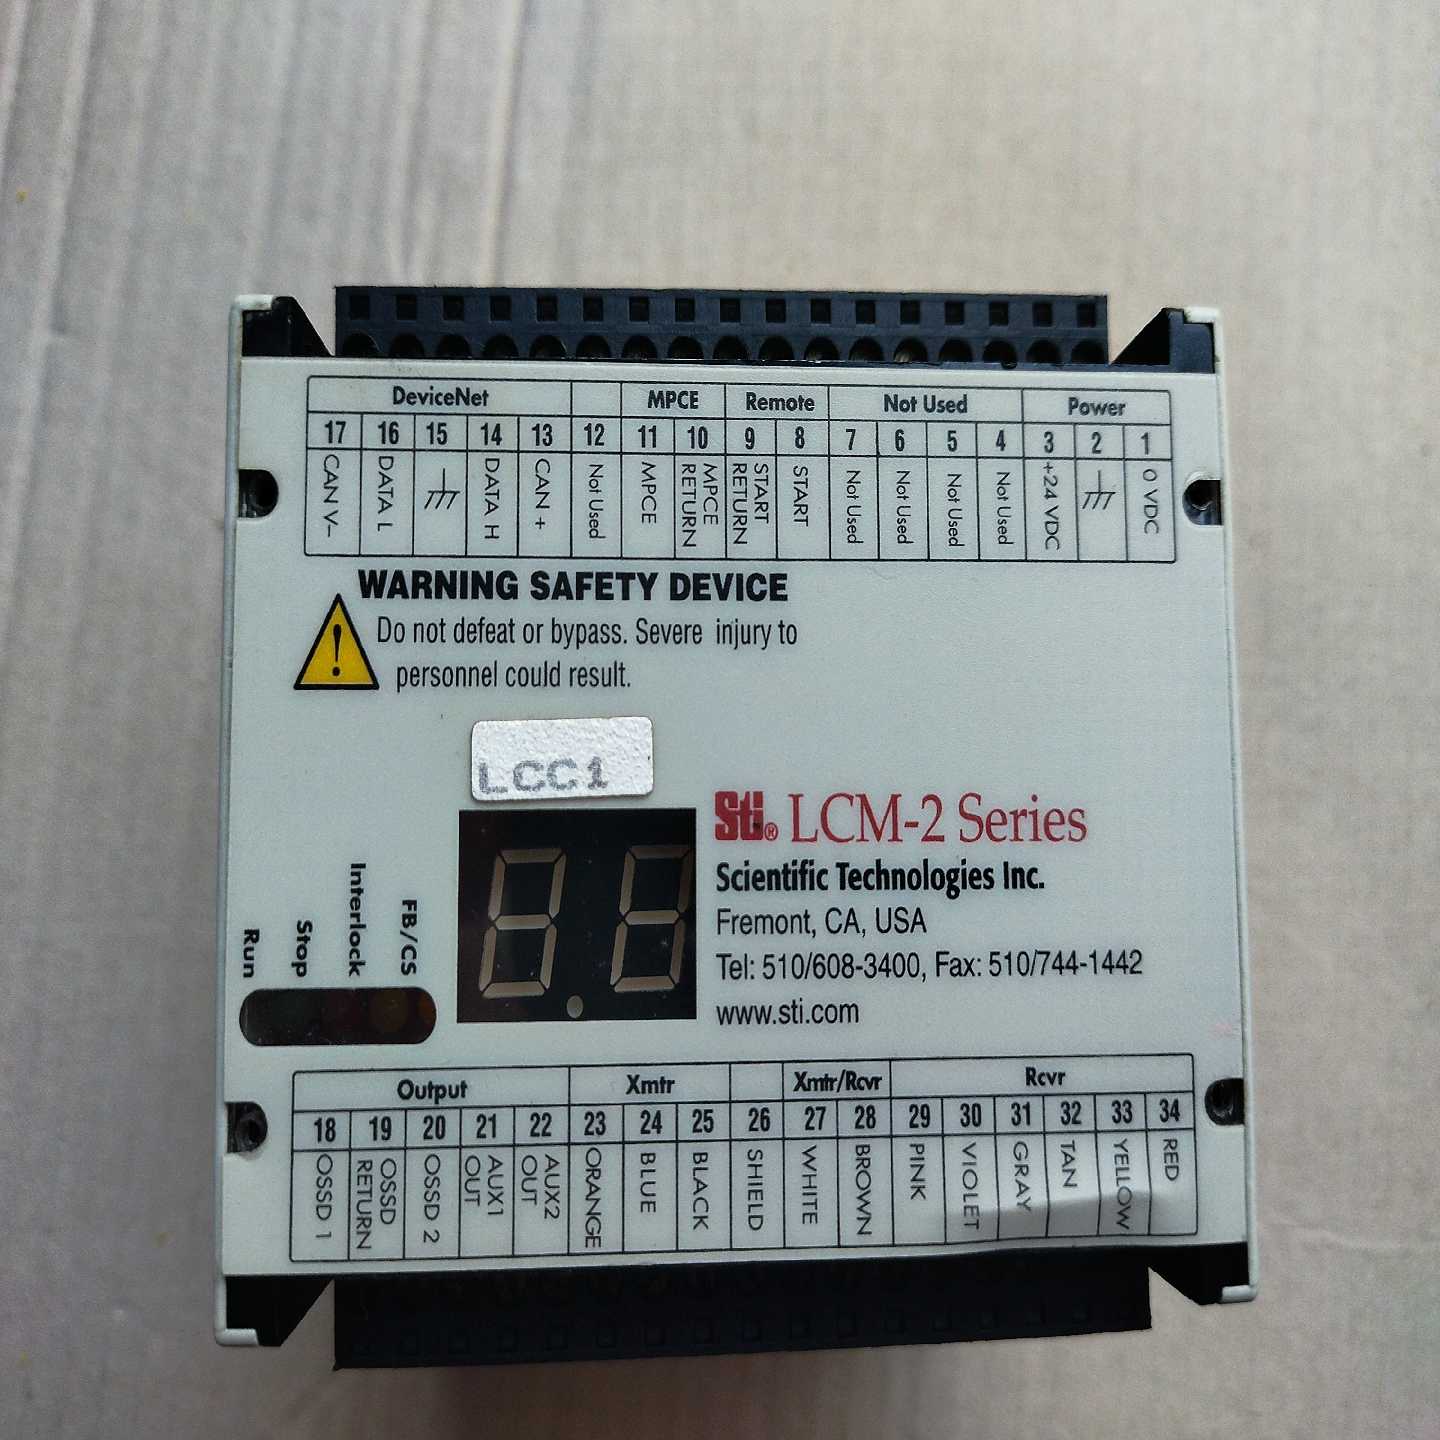 DeviceNet MPCE Remote Not Used Power
17 16 15 14 13 12 11 10 9 8 7 6 5 4 3 2 1
CAN V– DATA L DATA H CAN + Not Used MPCE MPCE RETURN START RETURN START Not Used Not Used Not Used Not Used +24 VDC 0 VDC
WARNING SAFETY DEVICE
Do not defeat or bypass. Severe injury to
personnel could result.
LCC1
Sti® LCM-2 Series
Scientific Technologies Inc.
Fremont, CA, USA
Tel: 510/608-3400, Fax: 510/744-1442
www.sti.com
Run Stop Interlock FB/CS
Output Xmtr Xmtr/Rcvr Rcvr
18 19 20 21 22 23 24 25 26 27 28 29 30 31 32 33 34
OSSD 1 OSSD RETURN OSSD 2 AUX1 OUT AUX2 OUT ORANGE BLUE BLACK SHIELD WHITE BROWN PINK VIOLET GRAY TAN YELLOW RED